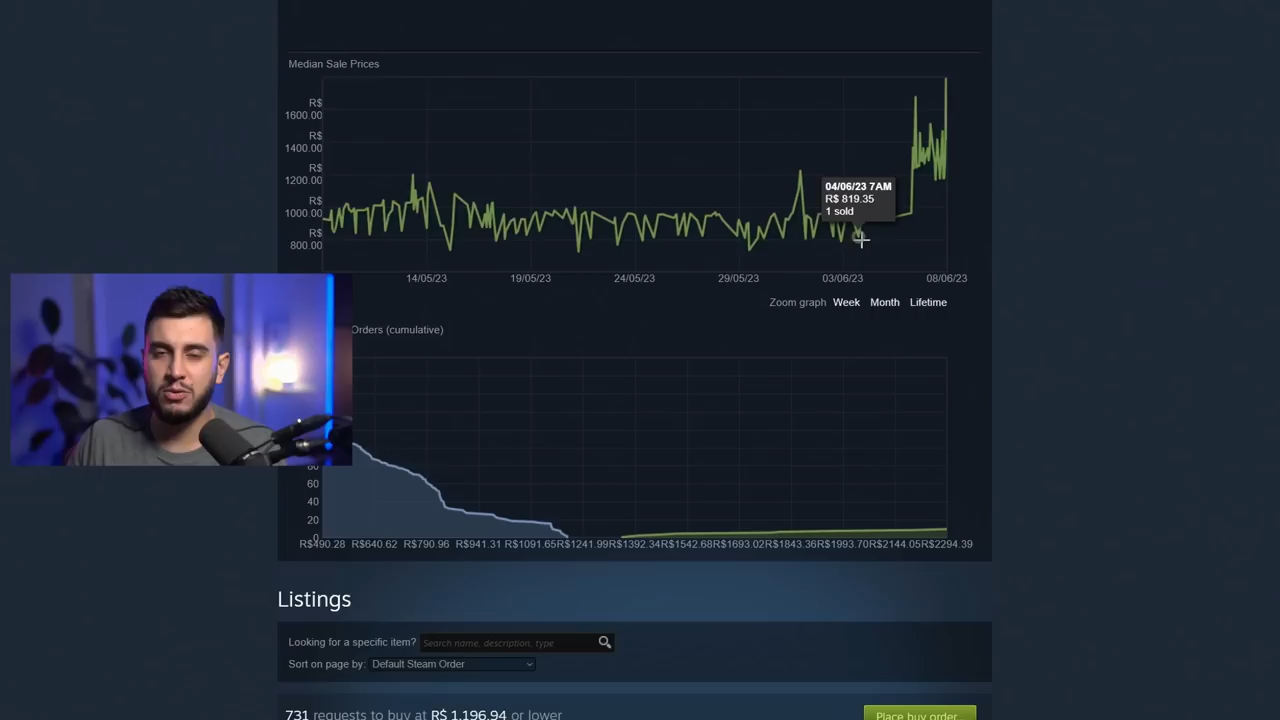 Median Sale Prices
R$
1600.00
R$
1400.00
R$
1200.00
R$
1000.00
R$
800.00
04/06/23 7AM
R$ 819.35
1 sold
14/05/23 19/05/23 24/05/23 29/05/23 03/06/23 08/06/23
Zoom graph Week Month Lifetime
Orders (cumulative)
80
60
40
20
0
R$490.28 R$640.62 R$790.96 R$941.31 R$1091.65 R$1241.99 R$1392.34 R$1542.68 R$1693.02 R$1843.36 R$1993.70 R$2144.05 R$2294.39
Listings
Looking for a specific item? Search name, description, type
Sort on page by: Default Steam Order
731 requests to buy at R$ 1,196.94 or lower
Place buy order...